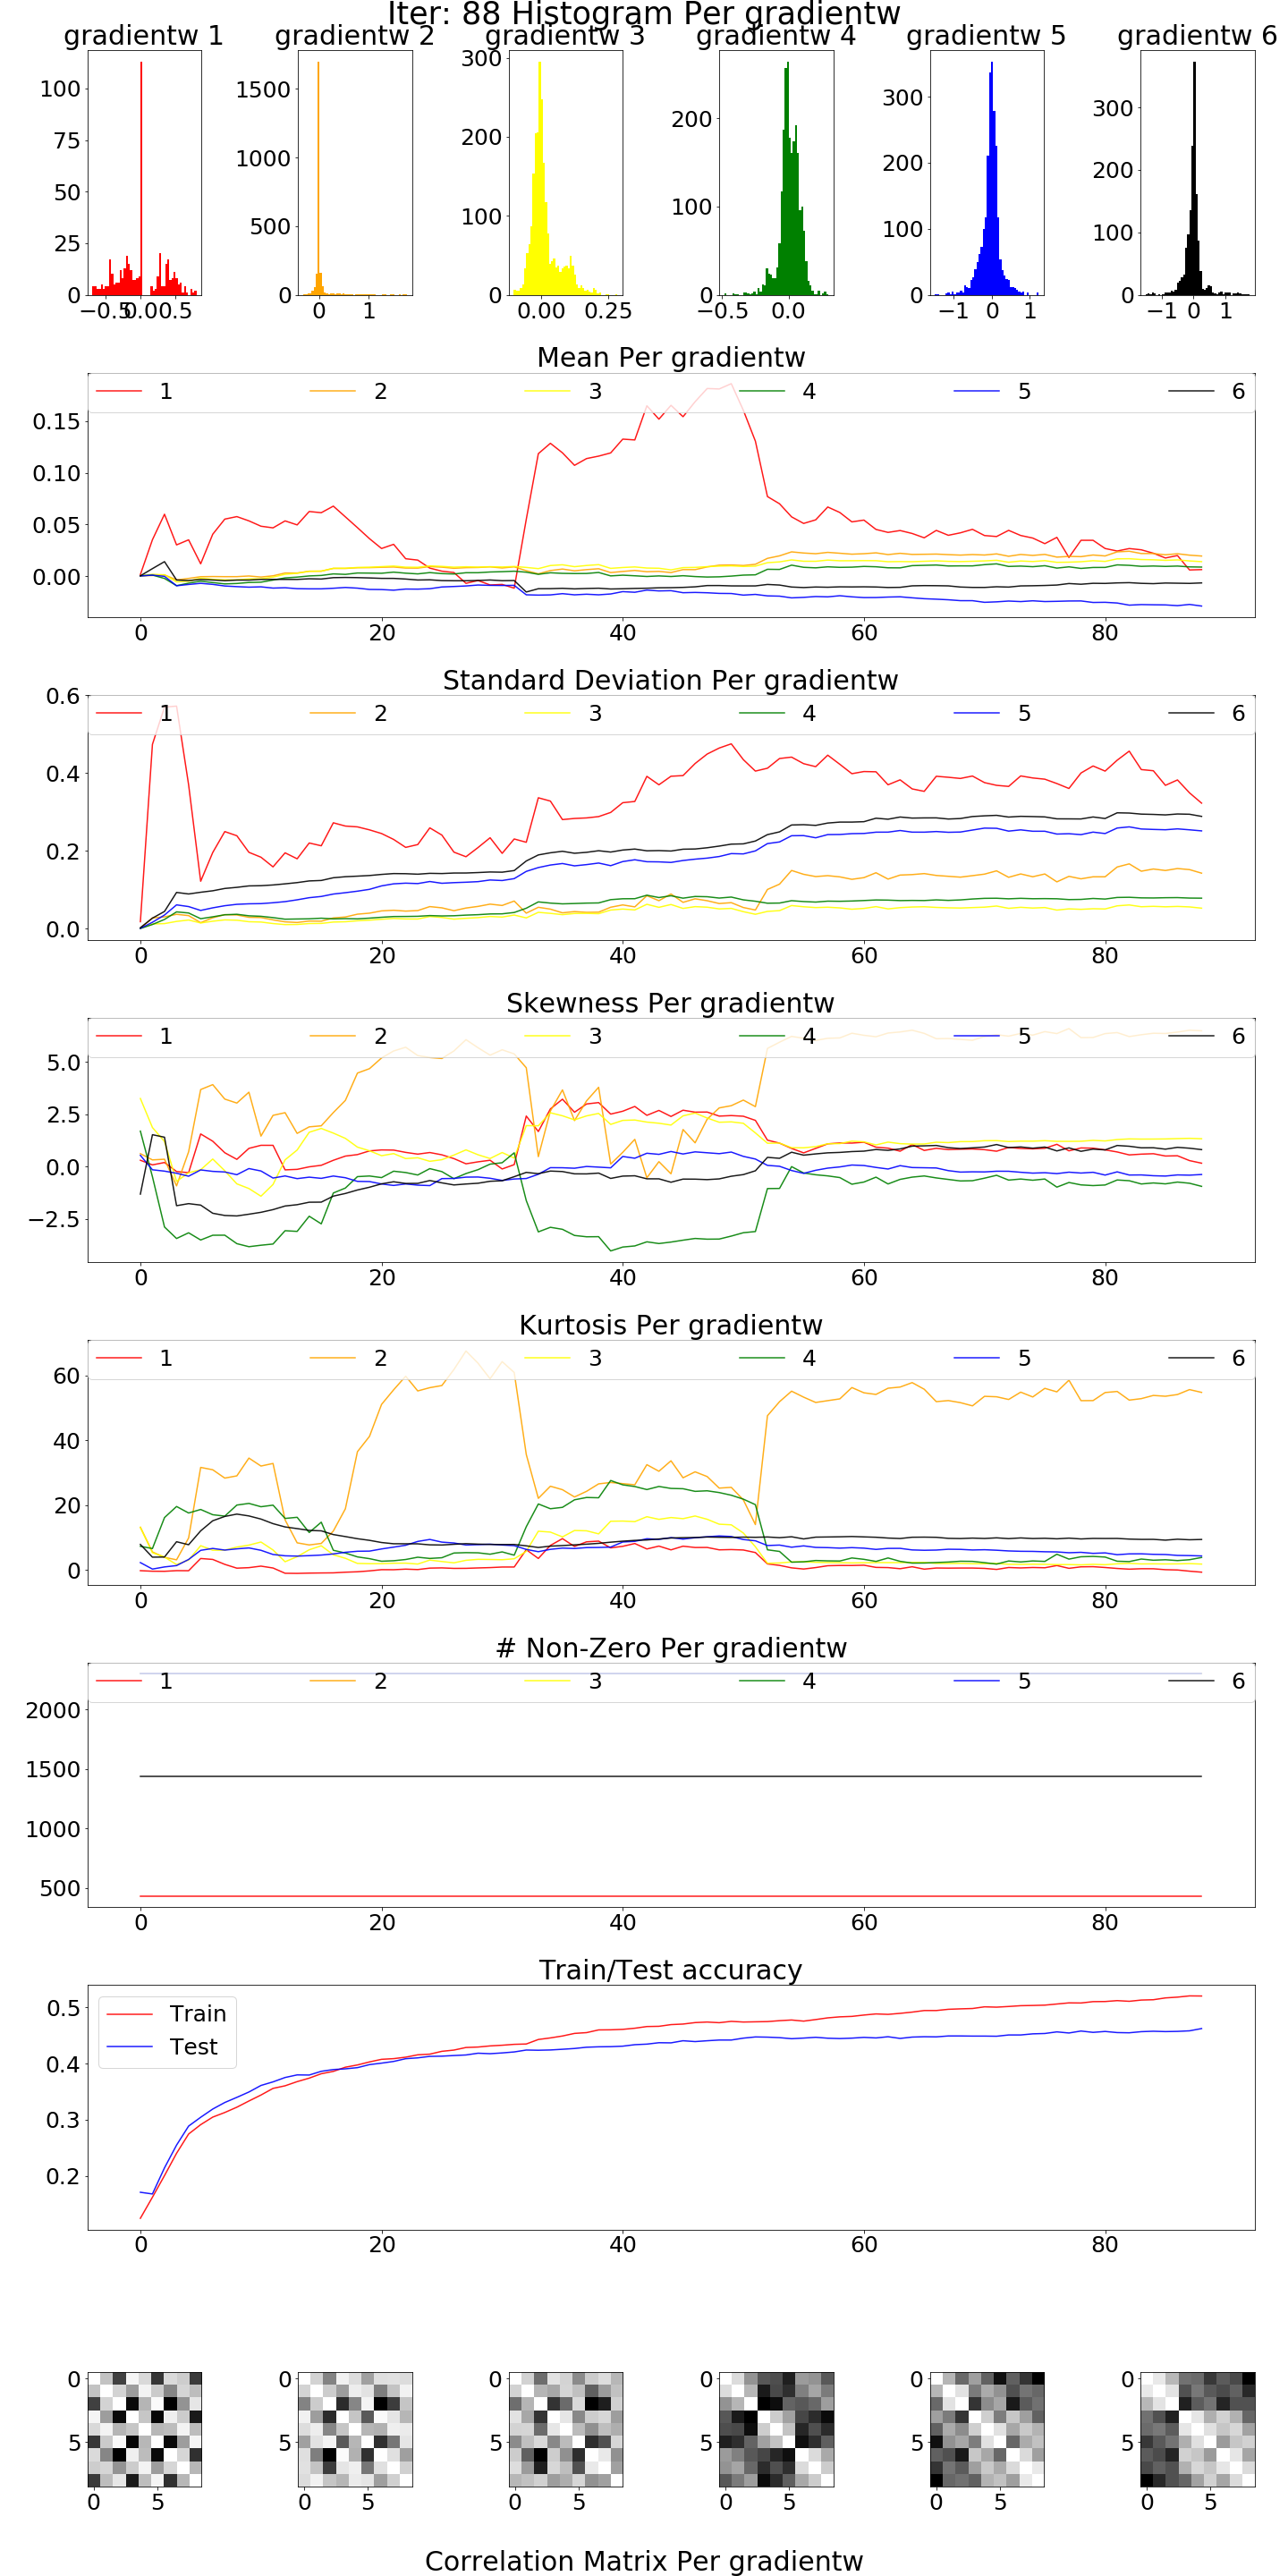 Iter: 88 Histogram Per gradientw
gradientw 1 gradientw 2 gradientw 3 gradientw 4 gradientw 5 gradientw 6
100
75
50
25
0
−0.5 0.00 0.5
1500
1000
500
0
0 1
300
200
100
0
0.00 0.25
200
100
0
−0.5 0.0
300
200
100
0
−1 0 1
300
200
100
0
−1 0 1
Mean Per gradientw
1 2 3 4 5 6
0.15
0.10
0.05
0.00
0 20 40 60 80
Standard Deviation Per gradientw
1 2 3 4 5 6
0.6
0.4
0.2
0.0
0 20 40 60 80
Skewness Per gradientw
1 2 3 4 5 6
5.0
2.5
0.0
−2.5
0 20 40 60 80
Kurtosis Per gradientw
1 2 3 4 5 6
60
40
20
0
0 20 40 60 80
# Non-Zero Per gradientw
1 2 3 4 5 6
2000
1500
1000
500
0 20 40 60 80
Train/Test accuracy
Train
Test
0.5
0.4
0.3
0.2
0 20 40 60 80
0
5
0 5
0
5
0 5
0
5
0 5
0
5
0 5
0
5
0 5
0
5
0 5
Correlation Matrix Per gradientw